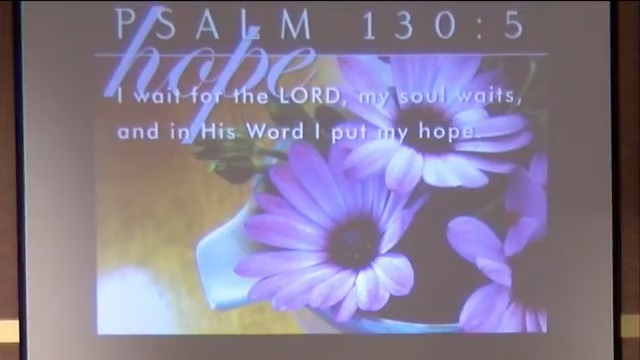 PSALM 130:5
hope
I wait for the LORD, my soul waits,
and in His Word I put my hope.